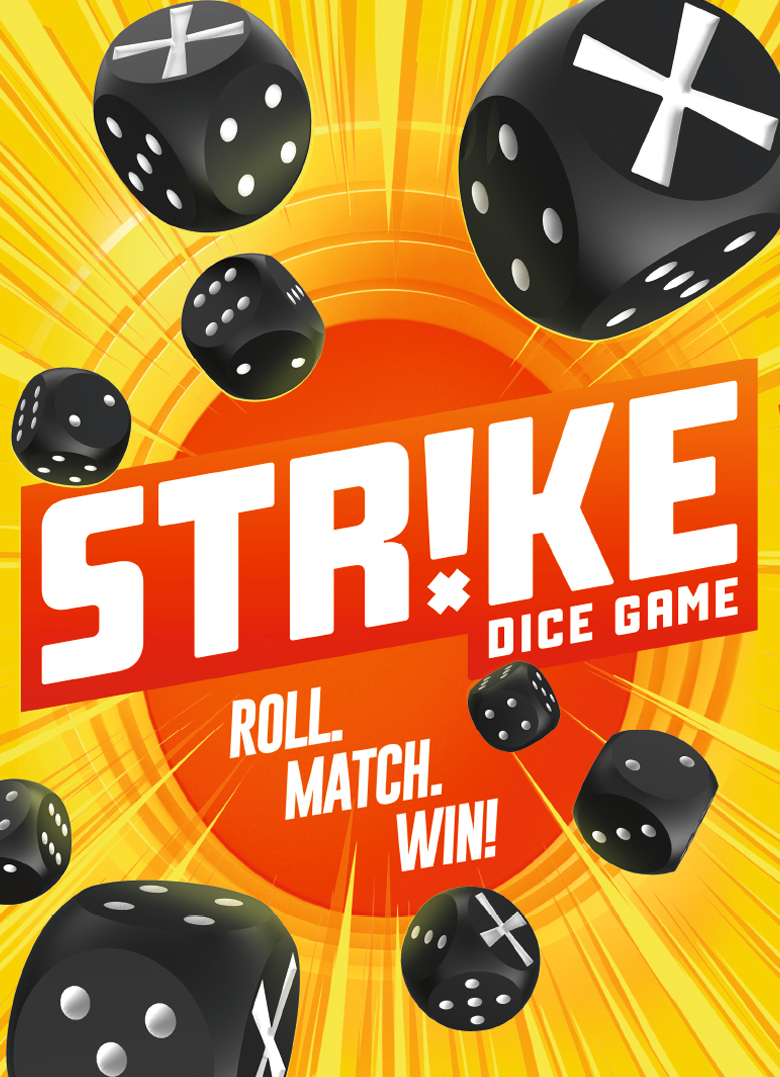 STR!KE
DICE GAME
ROLL.
MATCH.
WIN!